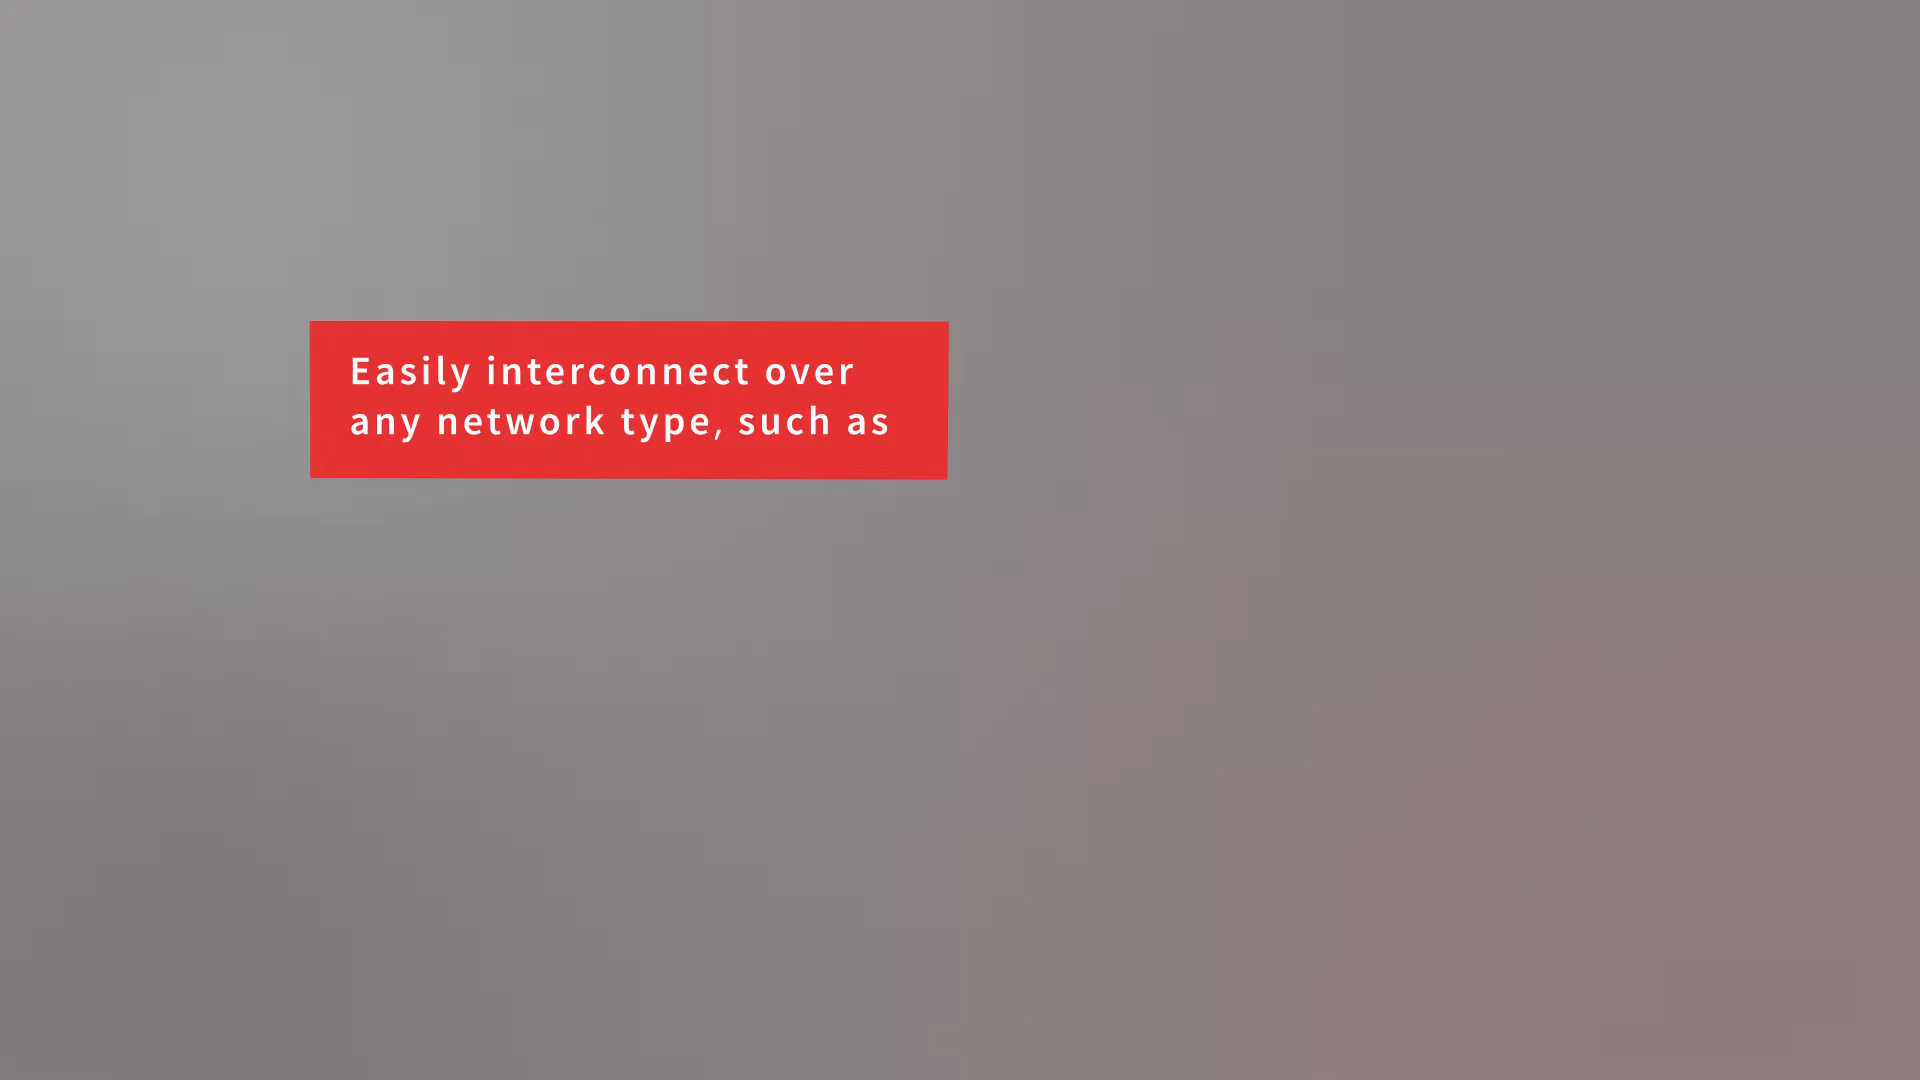 Easily interconnect over
any network type, such as